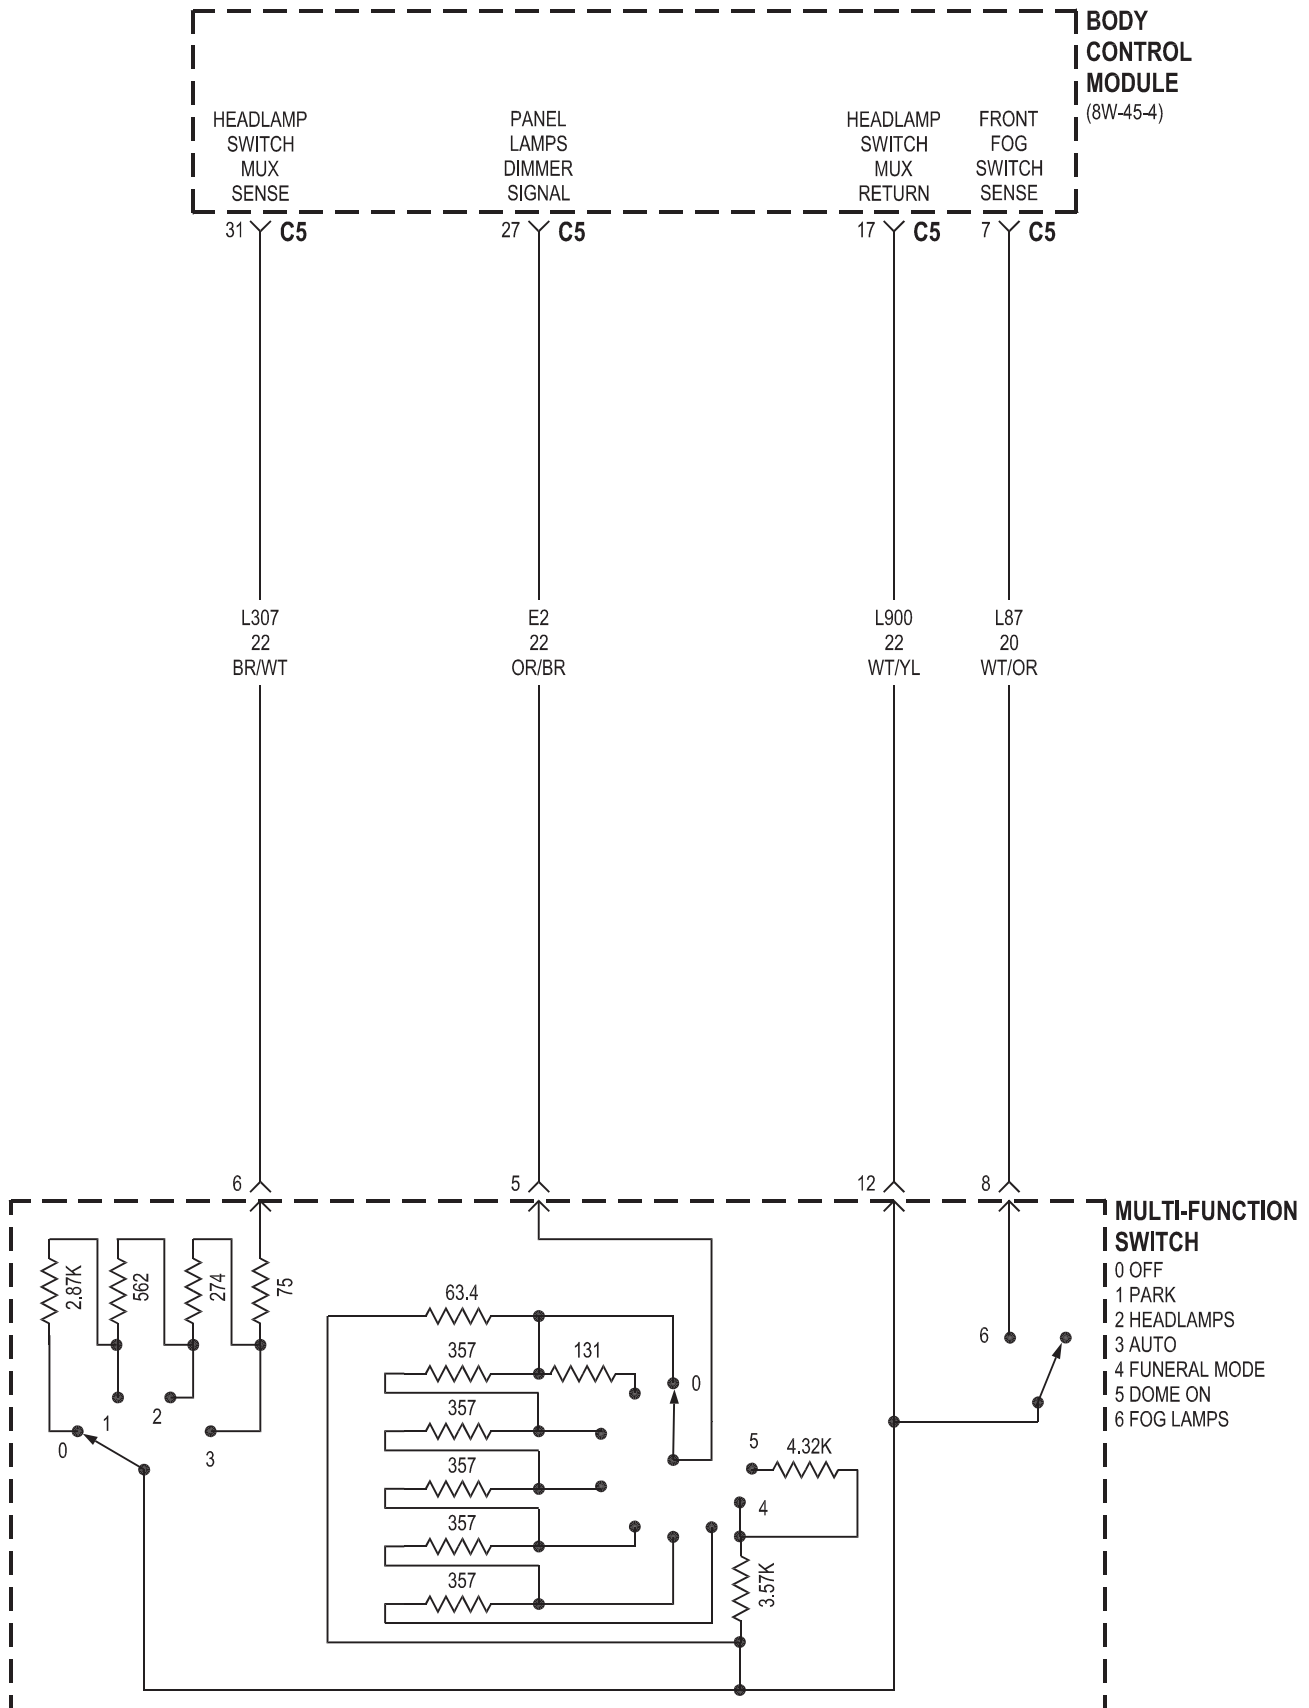 BODY
CONTROL
MODULE
(8W-45-4)
HEADLAMP
SWITCH
MUX
SENSE
PANEL
LAMPS
DIMMER
SIGNAL
HEADLAMP
SWITCH
MUX
RETURN
FRONT
FOG
SWITCH
SENSE
31 C5
27 C5
17 C5
7 C5
L307
22
BR/WT
E2
22
OR/BR
L900
22
WT/YL
L87
20
WT/OR
6
5
12
8
MULTI-FUNCTION
SWITCH
0 OFF
1 PARK
2 HEADLAMPS
3 AUTO
4 FUNERAL MODE
5 DOME ON
6 FOG LAMPS
2.87K
562
274
75
0
1
2
3
63.4
357
131
357
357
357
357
0
5
4.32K
4
3.57K
6